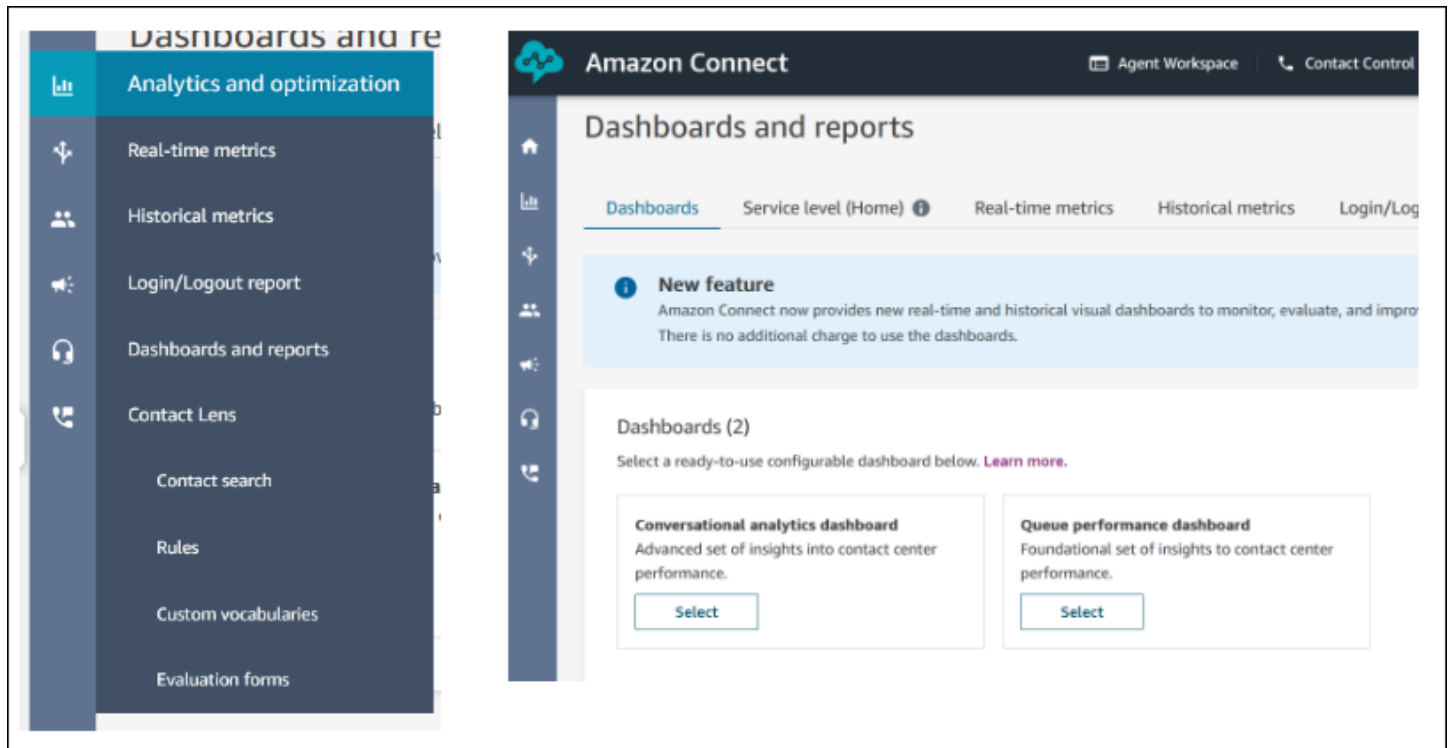 Dashboards and re
Analytics and optimization
Real-time metrics
Historical metrics
Login/Logout report
Dashboards and reports
Contact Lens
Contact search
Rules
Custom vocabularies
Evaluation forms
Amazon Connect
Agent Workspace
Contact Control
Dashboards and reports
Dashboards
Service level (Home)
Real-time metrics
Historical metrics
Login/Log
New feature
Amazon Connect now provides new real-time and historical visual dashboards to monitor, evaluate, and impro
There is no additional charge to use the dashboards.
Dashboards (2)
Select a ready-to-use configurable dashboard below. Learn more.
Conversational analytics dashboard
Advanced set of insights into contact center
performance.
Select
Queue performance dashboard
Foundational set of insights to contact center
performance.
Select